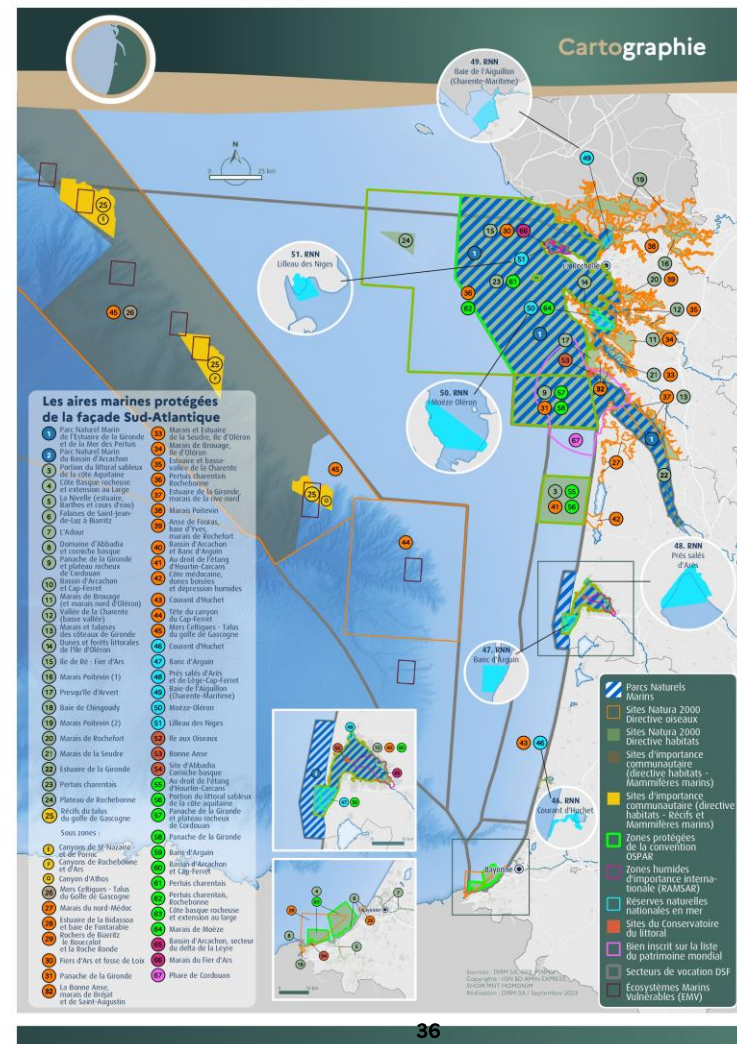 Cartographie
49. RNN
Baie de l'Aiguillon
(Charente-Maritime)
N
0 25 km
51. RNN
Lilleau des Niges
La Rochelle
50. RNN
Moëze Oléron
48. RNN
Prés salés
d'Arès
47. RNN
Banc d'Arguin
46. RNN
Courant d'Huchet
Bayonne
Les aires marines protégées
de la façade Sud-Atlantique
1 Parc Naturel Marin
de l'Estuaire de la Gironde
et de la Mer des Pertuis
2 Parc Naturel Marin
du Bassin d'Arcachon
3 Portion du littoral sableux
de la côte Aquitaine
4 Côte Basque rocheuse
et extension au Large
5 La Nivelle (estuaire,
Barthes et cours d'eau)
6 Falaises de Saint-Jean-
de-Luz à Biarritz
7 L'Adour
8 Domaine d'Abbadia
et corniche basque
9 Panache de la Gironde
et plateau rocheux
de Cordouan
10 Bassin d'Arcachon
et Cap-Ferret
11 Marais de Brouage
(et marais nord d'Oléron)
12 Vallée de la Charente
(basse vallée)
13 Marais et falaises
des côteaux de Gironde
14 Dunes et forêts littorales
de l'île d'Oléron
15 Ile de Ré : Fier d'Ars
16 Marais Poitevin (1)
17 Presqu'île d'Arvert
18 Baie de Chingoudy
19 Marais Poitevin (2)
20 Marais de Rochefort
21 Marais de la Seudre
22 Estuaire de la Gironde
23 Pertuis charentais
24 Plateau de Rochebonne
25 Récifs du talus
du golfe de Gascogne
Sous zones :
E Canyons de St Nazaire
et de Pornic
F Canyons de Rochebonne
et d'Ars
G Canyon d'Athos
26 Mers Celtiques - Talus
du Golfe de Gascogne
27 Marais du nord-Médoc
28 Estuaire de la Bidassoa
et baie de Fontarabie
29 Rochers de Biarritz
le Bouccalot
et la Roche Ronde
30 Fiers d'Ars et fosse de Loix
31 Panache de la Gironde
32 La Bonne Anse,
marais de Bréjat
et de Saint-Augustin
33 Marais et Estuaire
de la Seudre, Ile d'Oléron
34 Marais de Brouage,
Ile d'Oléron
35 Estuaire et basse-
vallée de la Charente
36 Pertuis charentais
Rochebonne
37 Estuaire de la Gironde,
marais de la rive nord
38 Marais Poitevin
39 Anse de Fouras,
baie d'Yves,
marais de Rochefort
40 Bassin d'Arcachon
et Banc d'Arguin
41 Au droit de l'étang
d'Hourtin-Carcans
42 Côte médocaine,
dunes boisées
et dépression humides
43 Courant d'Huchet
44 Tête du canyon
du Cap-Ferret
45 Mers Celtiques - Talus
du golfe de Gascogne
46 Courant d'Huchet
47 Banc d'Arguin
48 Prés salés d'Arès
et de Lège-Cap-Ferret
49 Baie de l'Aiguillon
(Charente-Maritime)
50 Moëze-Oléron
51 Lilleau des Niges
52 Ile aux Oiseaux
53 Bonne Anse
54 Site d'Abbadia
Corniche basque
55 Au droit de l'étang
d'Hourtin-Carcans
56 Portion du littoral sableux
de la côte aquitaine
57 Panache de la Gironde
et plateau rocheux
de Cordouan
58 Panache de la Gironde
59 Banc d'Arguin
60 Bassin d'Arcachon
et Cap-Ferret
61 Pertuis charentais
62 Pertuis charentais,
Rochebonne
63 Côte basque rocheuse
et extension au large
64 Marais de Moëze
65 Bassin d'Arcachon, secteur
du delta de la Leyre
66 Marais du Fier d'Ars
67 Phare de Cordouan
Parcs Naturels
Marins
Sites Natura 2000
Directive oiseaux
Sites Natura 2000
Directive habitats
Sites d'importance
communautaire
(directive habitats -
Mammifères marins)
Sites d'importance
communautaire (directive
habitats - Récifs et
Mammifères marins)
Zones protégées
de la convention
OSPAR
Zones humides
d'importance interna-
tionale (RAMSAR)
Réserves naturelles
nationales en mer
Sites du Conservatoire
du littoral
Bien inscrit sur la liste
du patrimoine mondial
Secteurs de vocation DSF
Écosystèmes Marins
Vulnérables (EMV)
Réalisation : DIRM SA / Septembre 2023
36